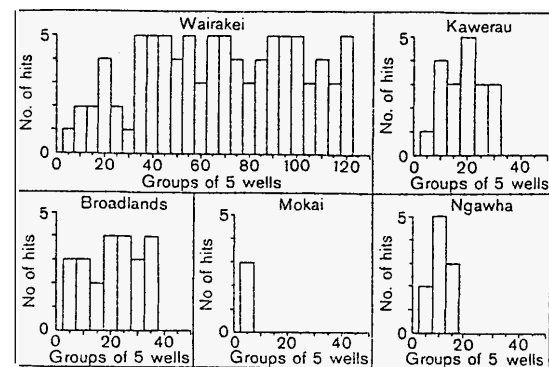 Wairakei
No. of hits
5
0
0 20 40 60 80 100 120
Groups of 5 wells
Kawerau
No. of hits
5
0
0 20 40
Groups of 5 wells
Broadlands
No of hits
5
0
0 20 40
Groups of 5 wells
Mokai
No of hits
5
0
0 20 40
Groups of 5 wells
Ngawha
No. of hits
5
0
0 20 40
Groups of 5 wells